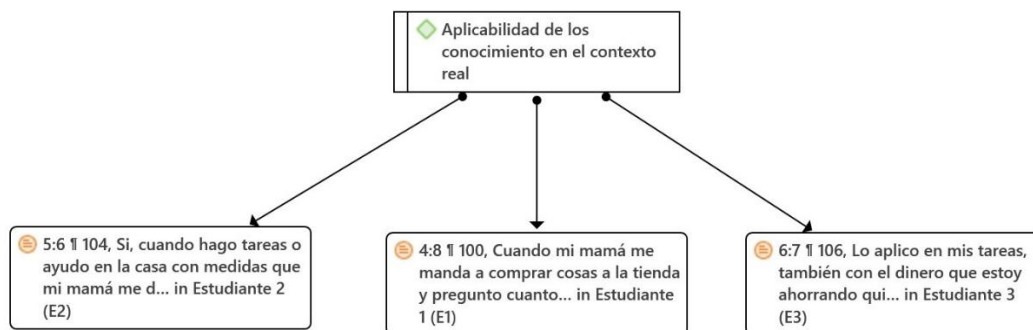 Aplicabilidad de los
conocimiento en el contexto
real
5:6 ¶ 104, Si, cuando hago tareas o
ayudo en la casa con medidas que
mi mamá me d... in Estudiante 2
(E2)
4:8 ¶ 100, Cuando mi mamá me
manda a comprar cosas a la tienda
y pregunto cuanto... in Estudiante
1 (E1)
6:7 ¶ 106, Lo aplico en mis tareas,
también con el dinero que estoy
ahorrando qui... in Estudiante 3
(E3)